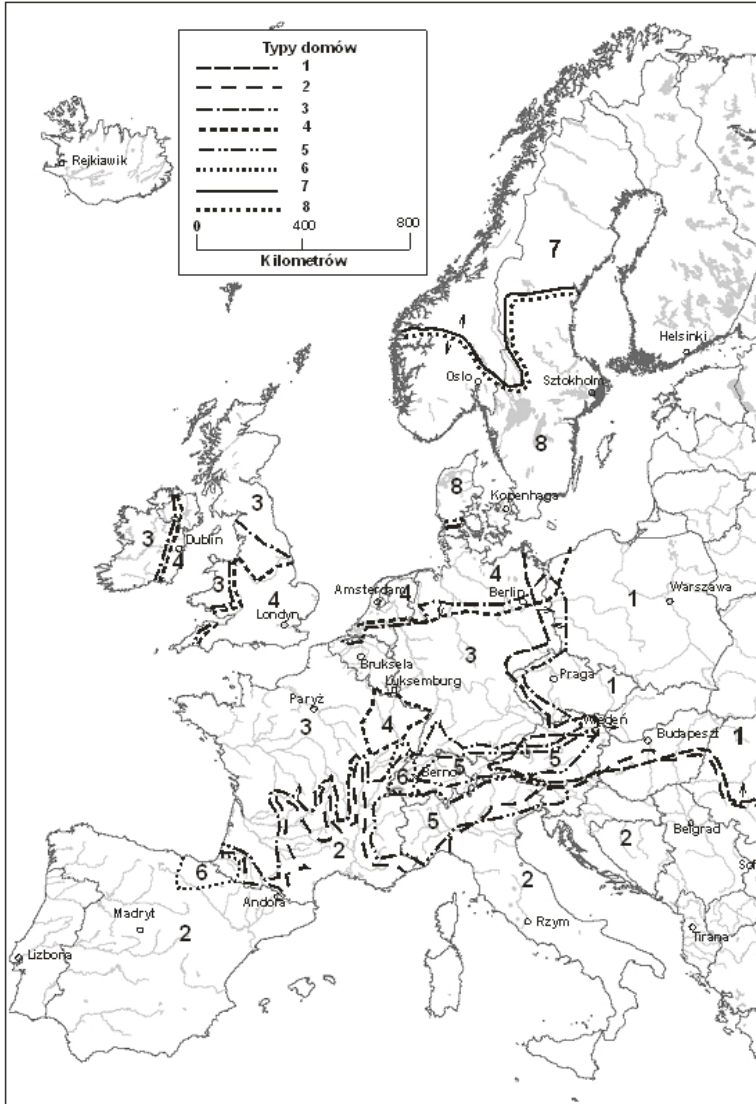 Typy domów
1
2
3
4
5
6
7
8
0 400 800
Kilometrów
Rejkiawik
7
Helsinki
Oslo
Sztokholm
8
8
Kopenhaga
3
3
Dublin
4
3
4
Londyn
4
Amsterdam
4
Berlin
1
Warszawa
Bruksela
3
Luksemburg
Praga
1
Paryż
3
4
Wiedeń
Budapeszt
1
6
Berno
5
5
5
2
Belgrad
2
Sof
6
1
Andora
2
Rzym
Madryt
2
Tirana
Lizbona